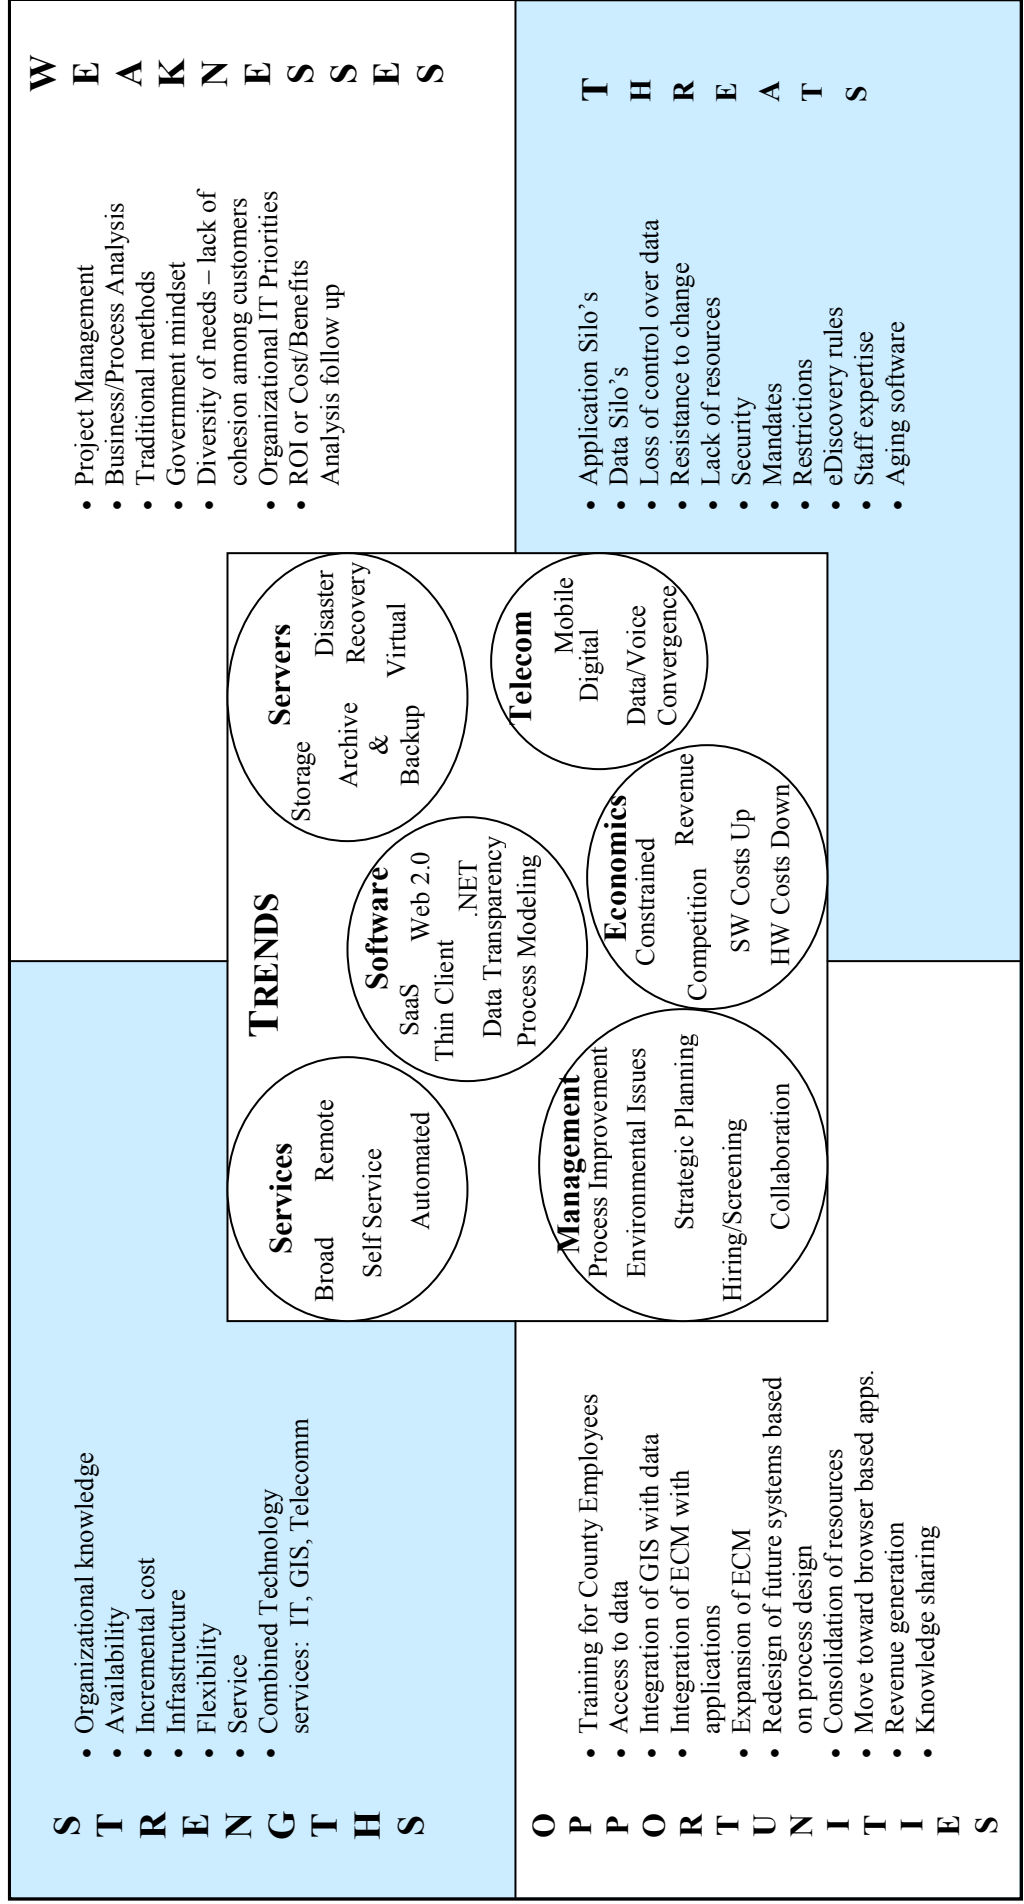 STRENGTHS
• Organizational knowledge
• Availability
• Incremental cost
• Infrastructure
• Flexibility
• Service
• Combined Technology
services: IT, GIS, Telecomm
WEAKNESSES
• Project Management
• Business/Process Analysis
• Traditional methods
• Government mindset
• Diversity of needs – lack of
cohesion among customers
• Organizational IT Priorities
• ROI or Cost/Benefits
Analysis follow up
TRENDS
Services
Broad Remote
Self Service
Automated
Software
SaaS Web 2.0
Thin Client .NET
Data Transparency
Process Modeling
Servers
Storage Disaster
Recovery
Archive
&
Backup
Virtual
Management
Process Improvement
Environmental Issues
Strategic Planning
Hiring/Screening
Collaboration
Economics
Constrained
Competition Revenue
SW Costs Up
HW Costs Down
Telecom
Mobile
Digital
Data/Voice
Convergence
OPPORTUNITIES
• Training for County Employees
• Access to data
• Integration of GIS with data
• Integration of ECM with
applications
• Expansion of ECM
• Redesign of future systems based
on process design
• Consolidation of resources
• Move toward browser based apps.
• Revenue generation
• Knowledge sharing
THREATS
• Application Silo's
• Data Silo's
• Loss of control over data
• Resistance to change
• Lack of resources
• Security
• Mandates
• Restrictions
• eDiscovery rules
• Staff expertise
• Aging software